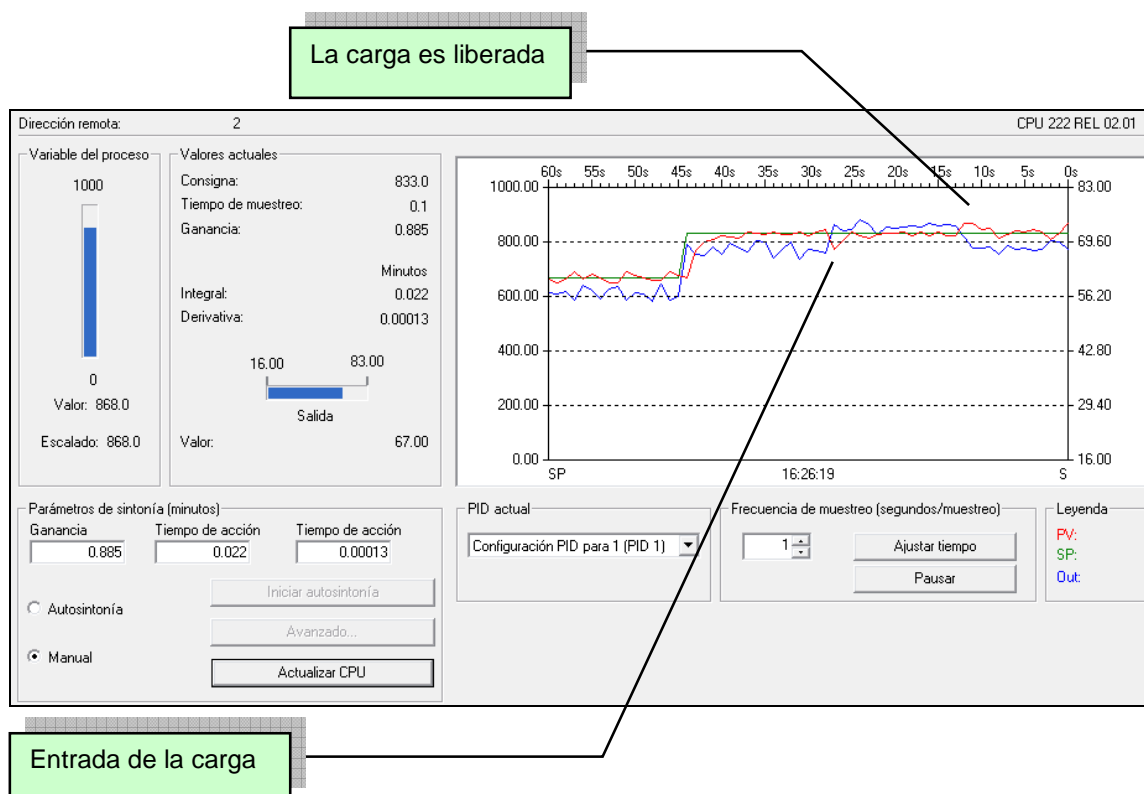 La carga es liberada
Dirección remota: 2 CPU 222 REL 02.01
Variable del proceso
1000
0
Valor: 868.0
Escalado: 868.0
Valores actuales
Consigna: 833.0
Tiempo de muestreo: 0.1
Ganancia: 0.885
Minutos
Integral: 0.022
Derivativa: 0.00013
16.00 83.00
Salida
Valor: 67.00
60s 55s 50s 45s 40s 35s 30s 25s 20s 15s 10s 5s 0s
1000.00 83.00
800.00 69.60
600.00 56.20
400.00 42.80
200.00 29.40
0.00 16.00
SP 16:26:19 S
Parámetros de sintonía (minutos)
Ganancia Tiempo de acción Tiempo de acción
0.885 0.022 0.00013
Iniciar autosintonía
Autosintonía
Avanzado...
Manual
Actualizar CPU
PID actual
Configuración PID para 1 (PID 1)
Frecuencia de muestreo (segundos/muestreo)
1 Ajustar tiempo
Pausar
Leyenda
PV:
SP:
Out:
Entrada de la carga